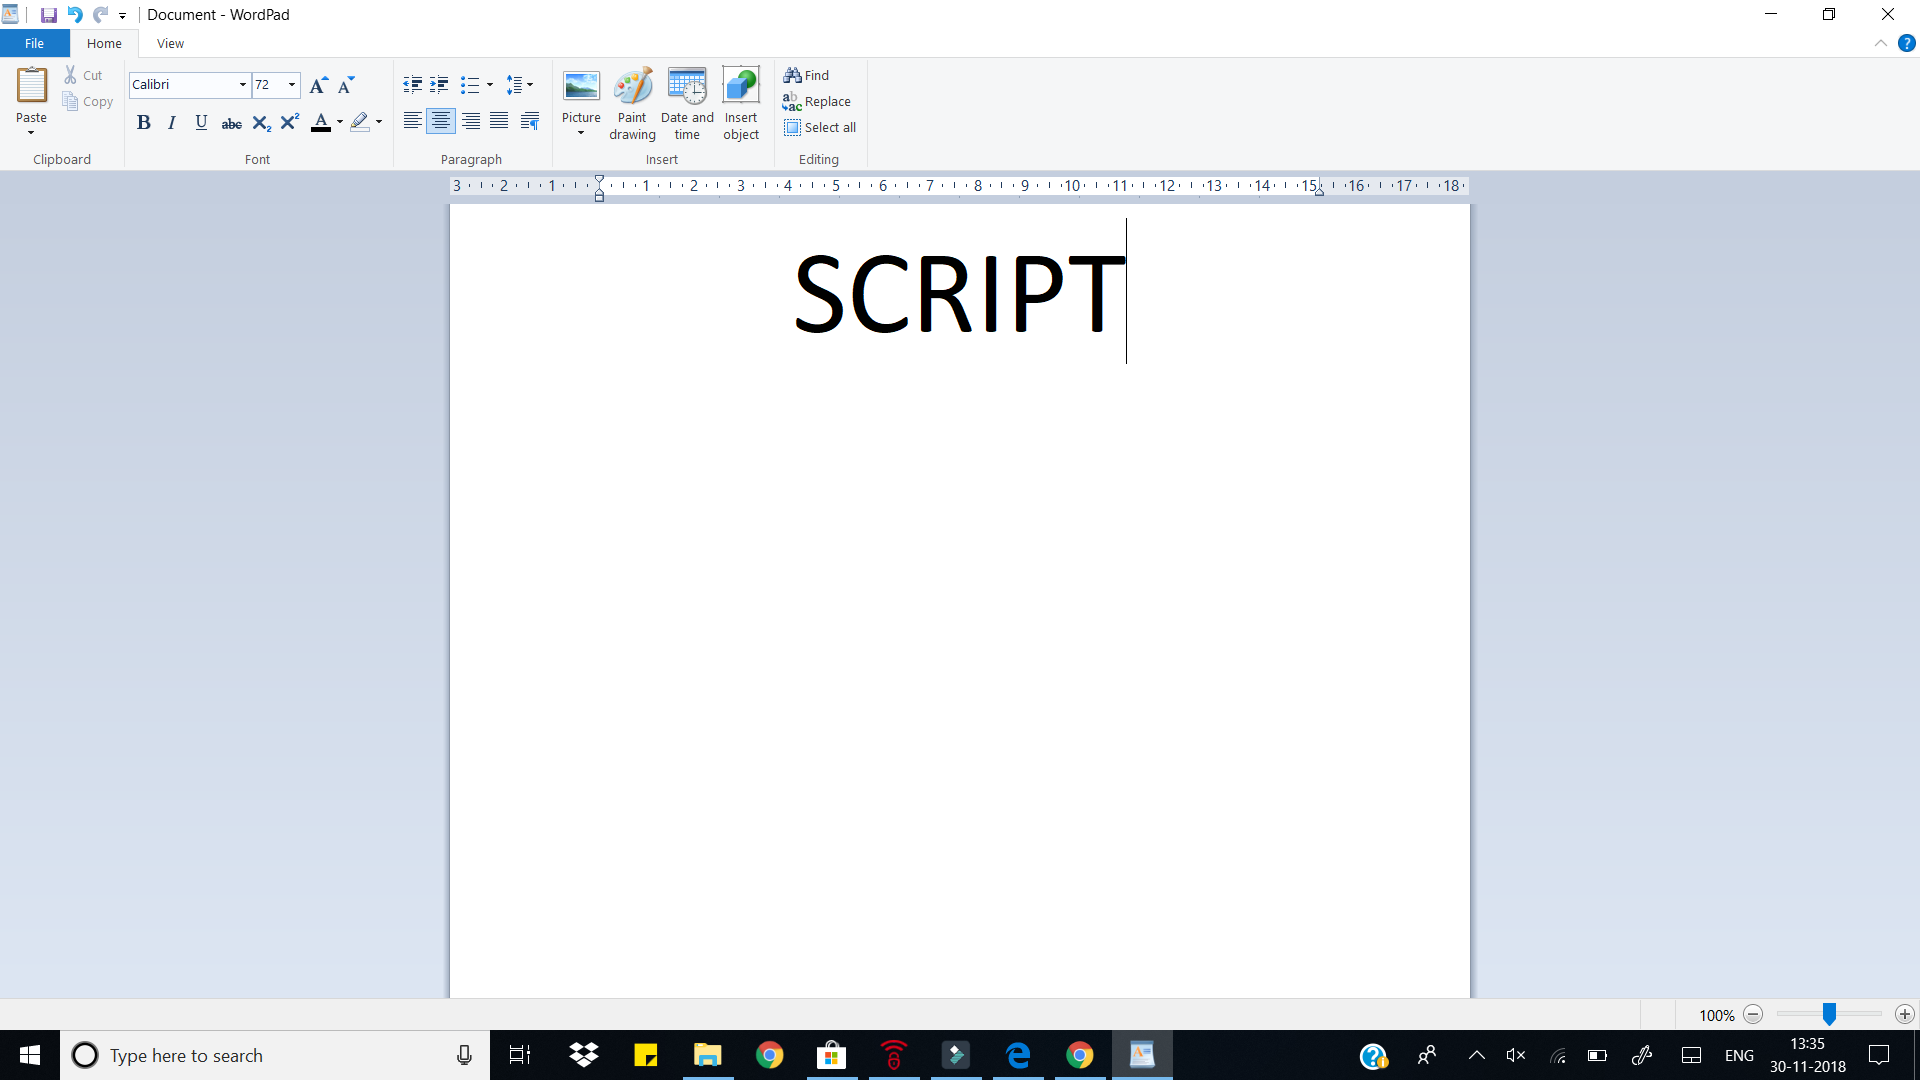 Document - WordPad
File Home View
Paste Cut Copy
Clipboard
Calibri 72
B I U abc X2 X2 A
Font
Paragraph
Picture Paint drawing Date and time Insert object
Insert
Find
Replace
Select all
Editing
3 2 1 1 2 3 4 5 6 7 8 9 10 11 12 13 14 15 16 17 18
SCRIPT
100%
Type here to search
ENG
13:35
30-11-2018